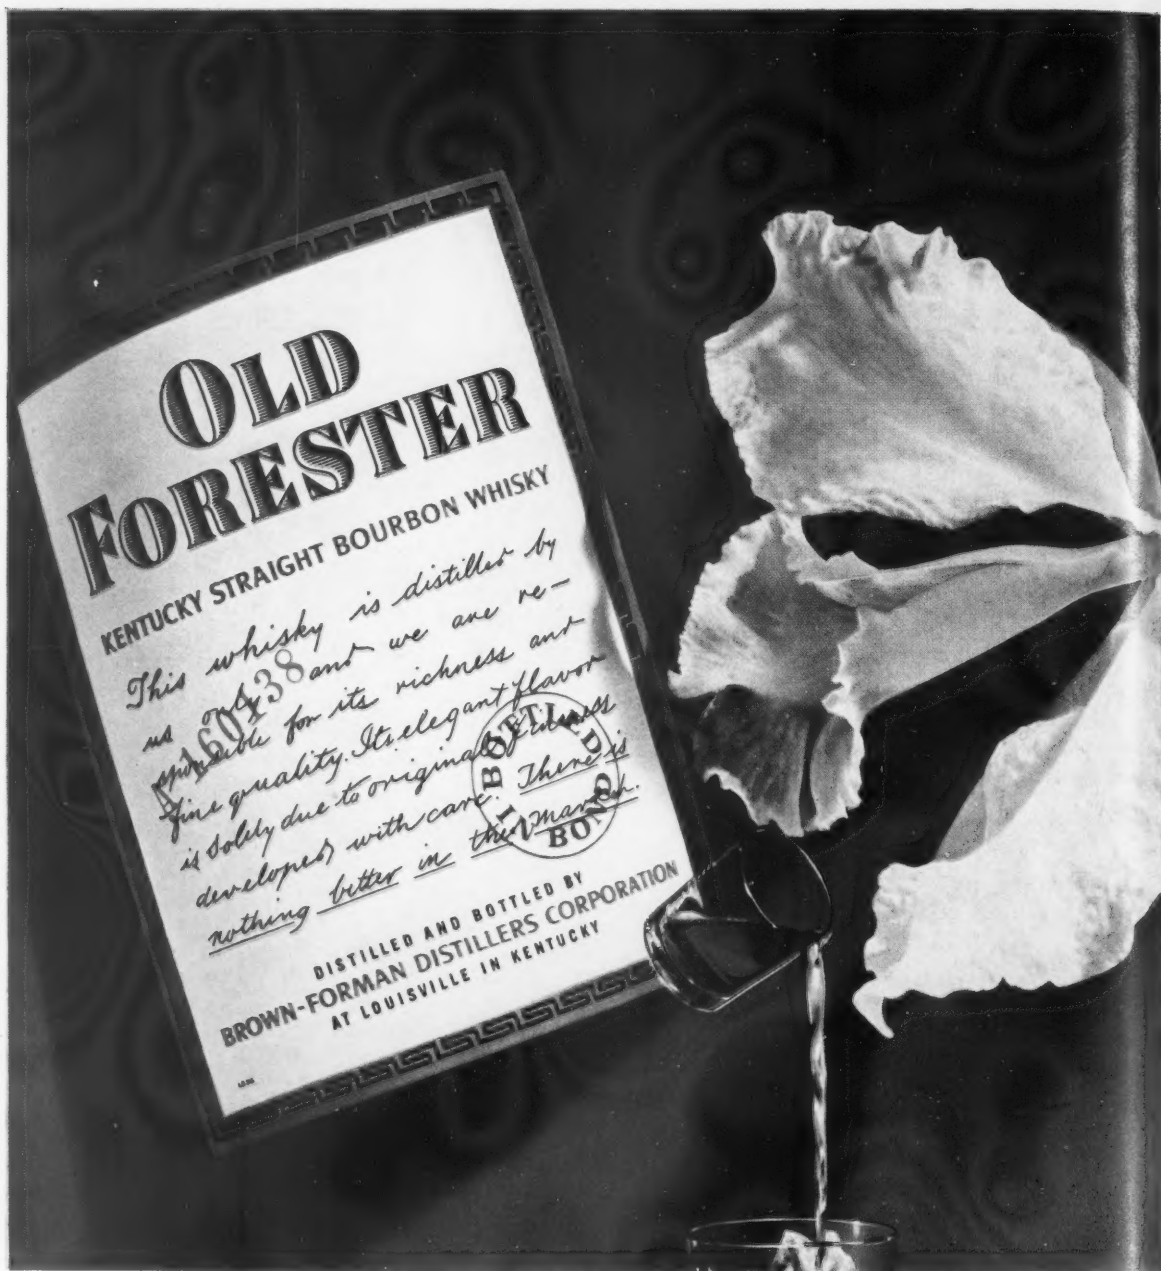 OLD
FORESTER
KENTUCKY STRAIGHT BOURBON WHISKY
This whisky is distilled by
us only and we are re-
sponsible for its richness and
fine quality. Its elegant flavor
is solely due to original fineness
developed with care. There is
nothing better in the market.
160138
BOTTLED
IN
BOND
DISTILLED AND BOTTLED BY
BROWN-FORMAN DISTILLERS CORPORATION
AT LOUISVILLE IN KENTUCKY